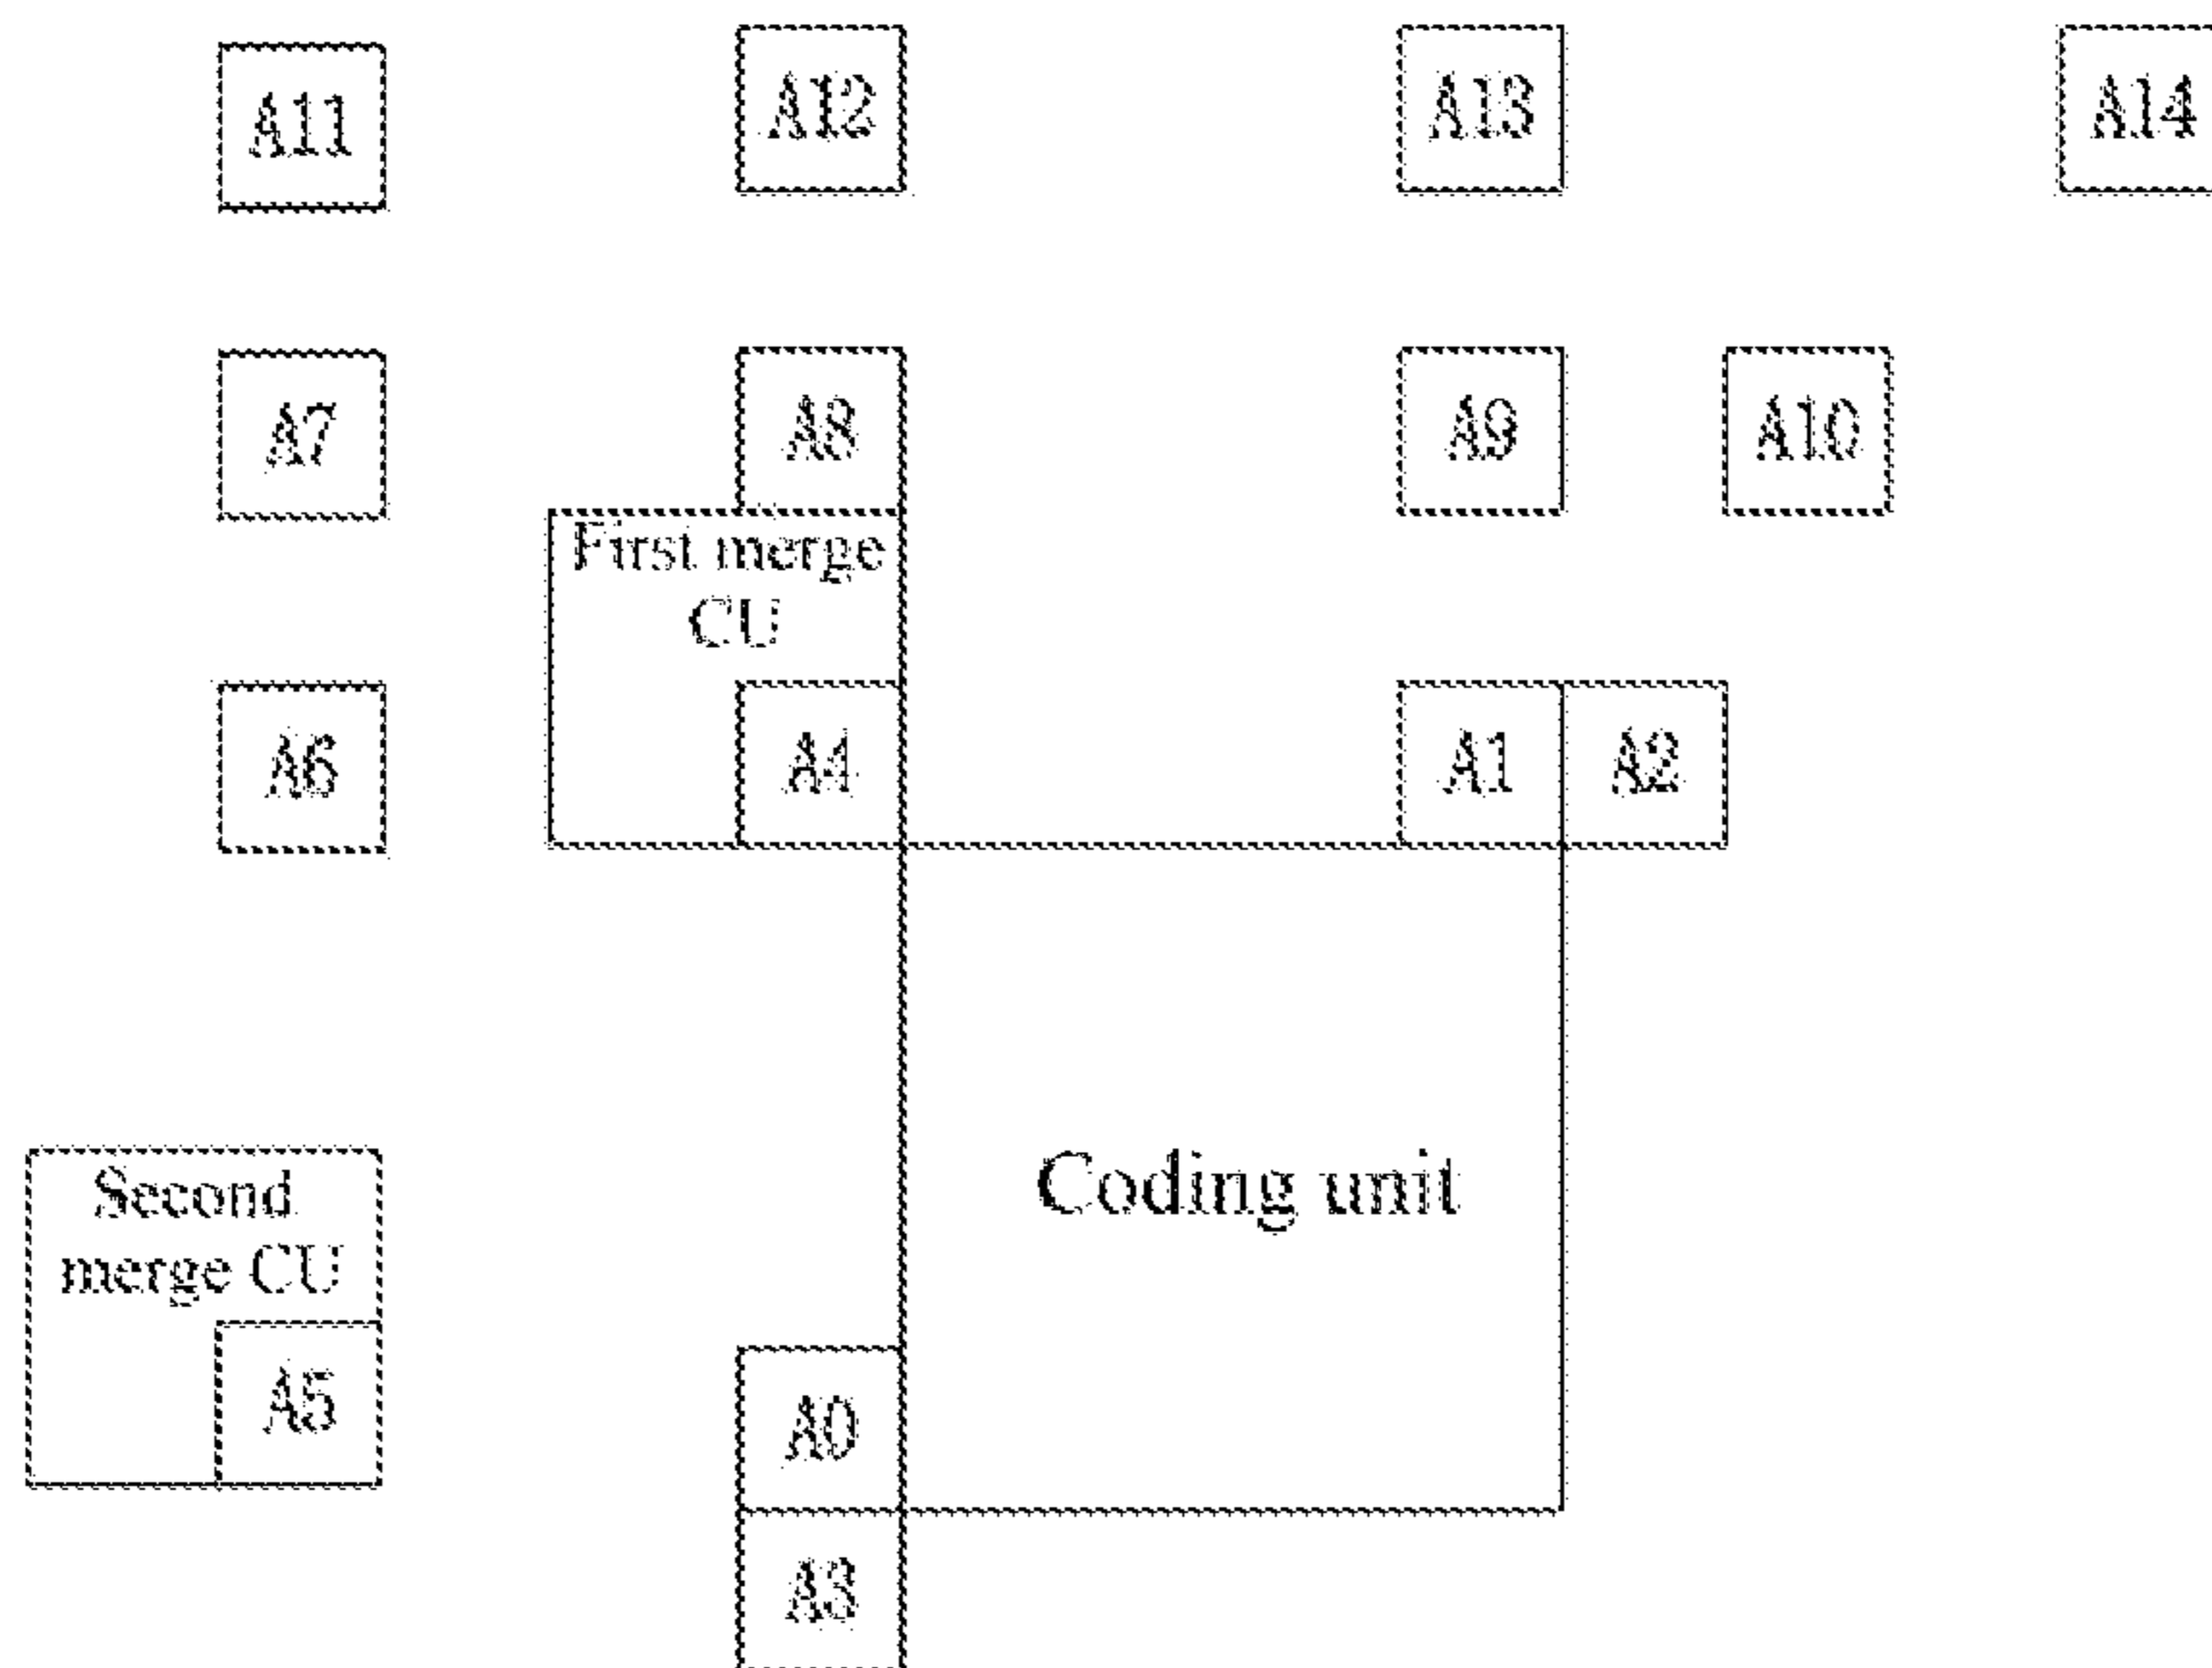 A11
A12
A13
A14
A7
A8
A9
A10
First merge
CU
A6
A4
A1
A2
Coding unit
Second
merge CU
A5
A0
A3